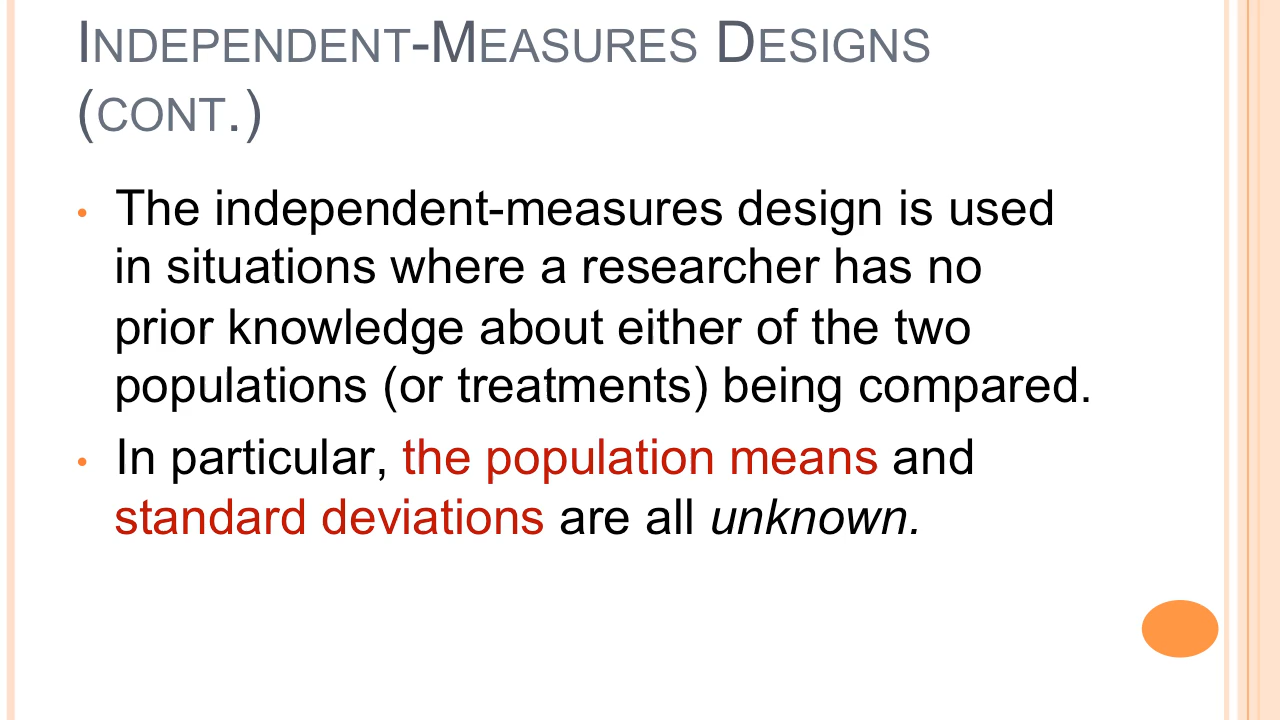 INDEPENDENT-MEASURES DESIGNS
(CONT.)
• The independent-measures design is used
in situations where a researcher has no
prior knowledge about either of the two
populations (or treatments) being compared.
• In particular, the population means and
standard deviations are all unknown.